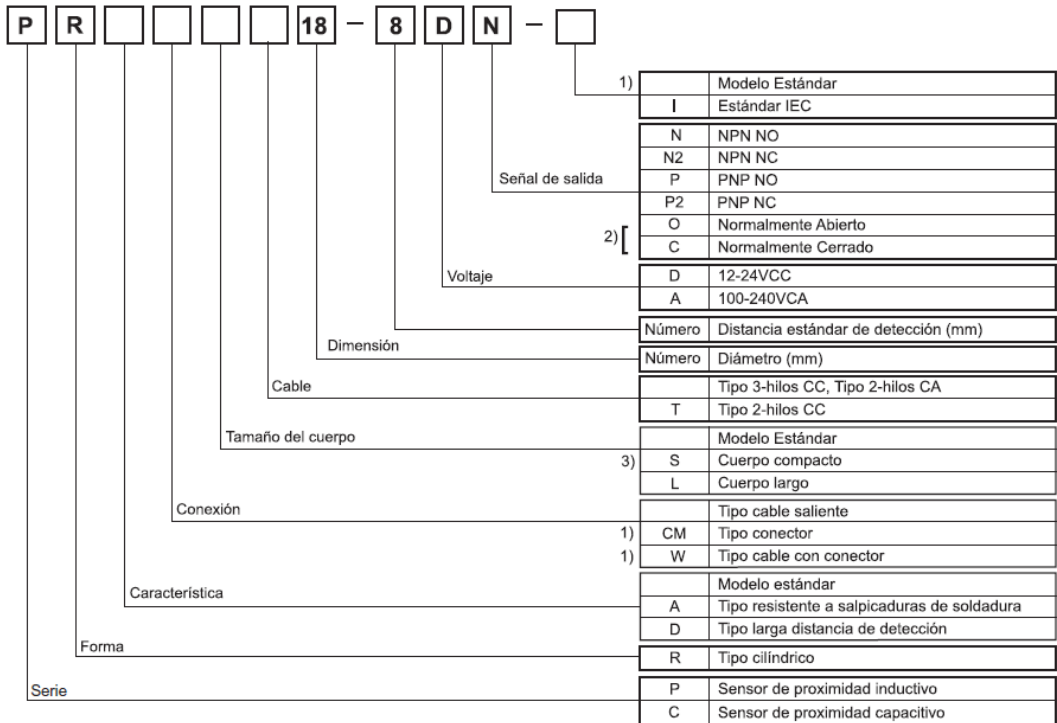 P R 18 - 8 D N -
1) Modelo Estándar
I Estándar IEC
N NPN NO
N2 NPN NC
Señal de salida P PNP NO
P2 PNP NC
2)[ O Normalmente Abierto
C Normalmente Cerrado
Voltaje D 12-24VCC
A 100-240VCA
Número Distancia estándar de detección (mm)
Dimensión Número Diámetro (mm)
Cable Tipo 3-hilos CC, Tipo 2-hilos CA
T Tipo 2-hilos CC
Tamaño del cuerpo Modelo Estándar
3) S Cuerpo compacto
L Cuerpo largo
Conexión Tipo cable saliente
1) CM Tipo conector
1) W Tipo cable con conector
Característica Modelo estándar
A Tipo resistente a salpicaduras de soldadura
D Tipo larga distancia de detección
Forma R Tipo cilíndrico
Serie P Sensor de proximidad inductivo
C Sensor de proximidad capacitivo